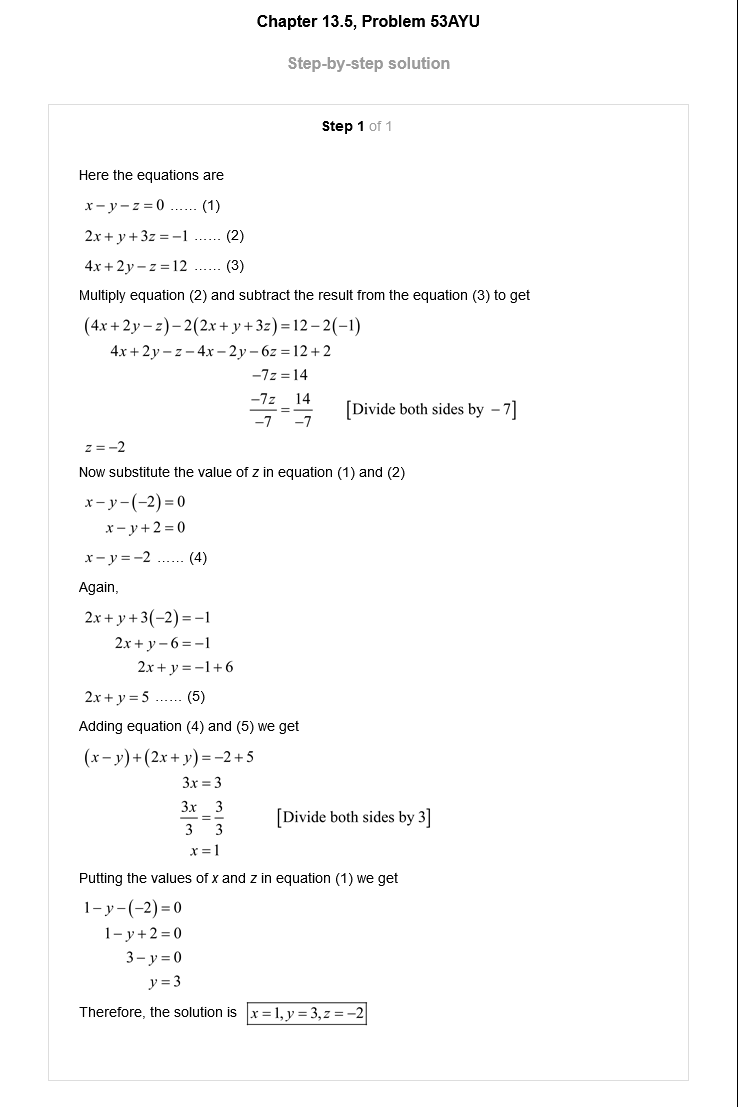 Chapter 13.5, Problem 53AYU
Step-by-step solution
Step 1 of 1
Here the equations are
x − y − z = 0 …… (1)
2x + y + 3z = −1 …… (2)
4x + 2y − z = 12 …… (3)
Multiply equation (2) and subtract the result from the equation (3) to get
(4x + 2y − z) − 2(2x + y + 3z) = 12 − 2(−1)
4x + 2y − z − 4x − 2y − 6z = 12 + 2
−7z = 14
−7z/−7 = 14/−7 [Divide both sides by − 7]
z = −2
Now substitute the value of z in equation (1) and (2)
x − y − (−2) = 0
x − y + 2 = 0
x − y = −2 …… (4)
Again,
2x + y + 3(−2) = −1
2x + y − 6 = −1
2x + y = −1 + 6
2x + y = 5 …… (5)
Adding equation (4) and (5) we get
(x − y) + (2x + y) = −2 + 5
3x = 3
3x/3 = 3/3 [Divide both sides by 3]
x = 1
Putting the values of x and z in equation (1) we get
1 − y − (−2) = 0
1 − y + 2 = 0
3 − y = 0
y = 3
Therefore, the solution is x = 1, y = 3, z = −2